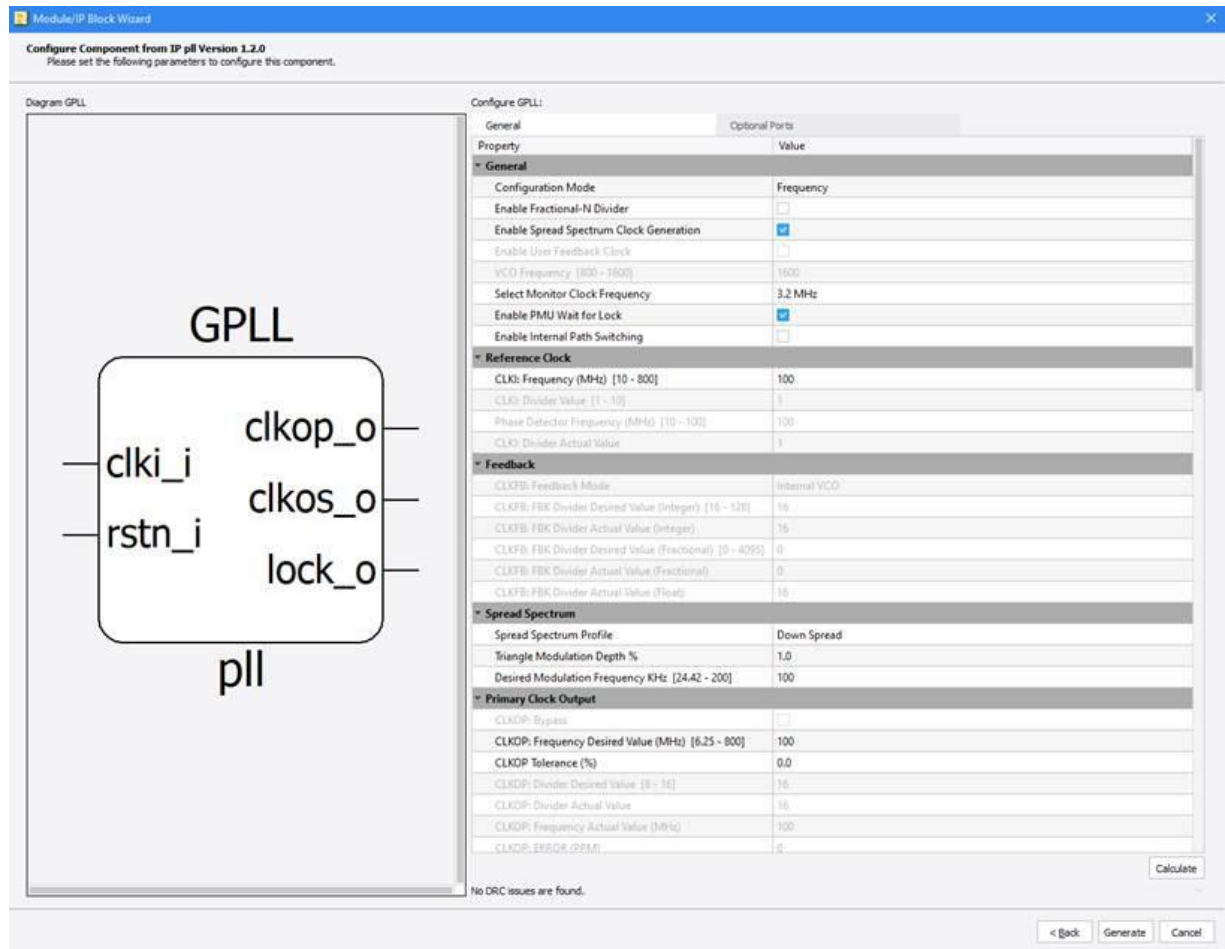 Module/IP Block Wizard
Configure Component from IP pll Version 1.2.0
Please set the following parameters to configure this component.
Diagram GPLL
GPLL
clki_i
rstn_i
clkop_o
clkos_o
lock_o
pll
Configure GPLL:
General Optional Ports
Property Value
General
Configuration Mode Frequency
Enable Fractional-N Divider
Enable Spread Spectrum Clock Generation
Enable User Feedback Clock
VCO Frequency [800 - 1600] 1600
Select Monitor Clock Frequency 3.2 MHz
Enable PMU Wait for Lock
Enable Internal Path Switching
Reference Clock
CLKI: Frequency (MHz) [10 - 800] 100
CLKI: Divider Value [1 - 10] 1
Phase Detector Frequency (MHz) [10 - 100] 100
CLKI: Divider Actual Value 1
Feedback
CLKFB: Feedback Mode Internal VCO
CLKFB: FBK Divider Desired Value (Integer) [16 - 128] 16
CLKFB: FBK Divider Actual Value (Integer) 16
CLKFB: FBK Divider Desired Value (Fractional) [0 - 4095] 0
CLKFB: FBK Divider Actual Value (Fractional) 0
CLKFB: FBK Divider Actual Value (Float) 16
Spread Spectrum
Spread Spectrum Profile Down Spread
Triangle Modulation Depth % 1.0
Desired Modulation Frequency KHz [24.42 - 200] 100
Primary Clock Output
CLKOP: Bypass
CLKOP: Frequency Desired Value (MHz) [6.25 - 800] 100
CLKOP Tolerance (%) 0.0
CLKOP: Divider Desired Value [8 - 16] 16
CLKOP: Divider Actual Value 16
CLKOP: Frequency Actual Value (MHz) 100
CLKOP: ERROR (PPM) 0
Calculate
No DRC issues are found.
< Back Generate Cancel